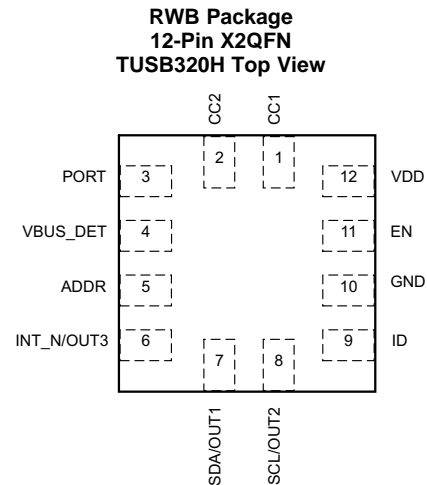 RWB Package
12-Pin X2QFN
TUSB320H Top View
CC2
CC1
2
1
PORT
3
12
VDD
VBUS_DET
4
11
EN
ADDR
5
10
GND
INT_N/OUT3
6
9
ID
7
8
SDA/OUT1
SCL/OUT2